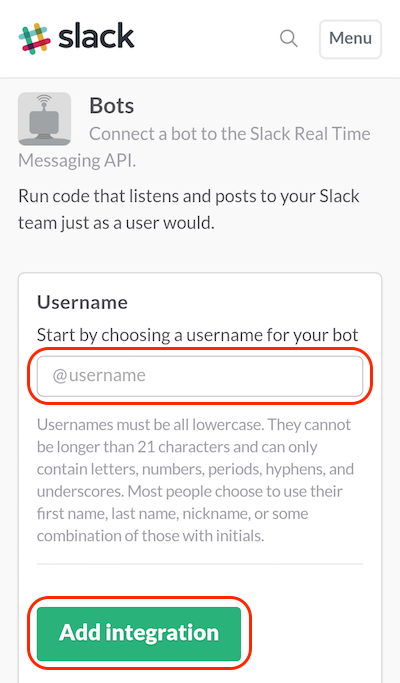 slack
Menu
Bots
Connect a bot to the Slack Real Time
Messaging API.
Run code that listens and posts to your Slack
team just as a user would.
Username
Start by choosing a username for your bot
@username
Usernames must be all lowercase. They cannot
be longer than 21 characters and can only
contain letters, numbers, periods, hyphens, and
underscores. Most people choose to use their
first name, last name, nickname, or some
combination of those with initials.
Add integration